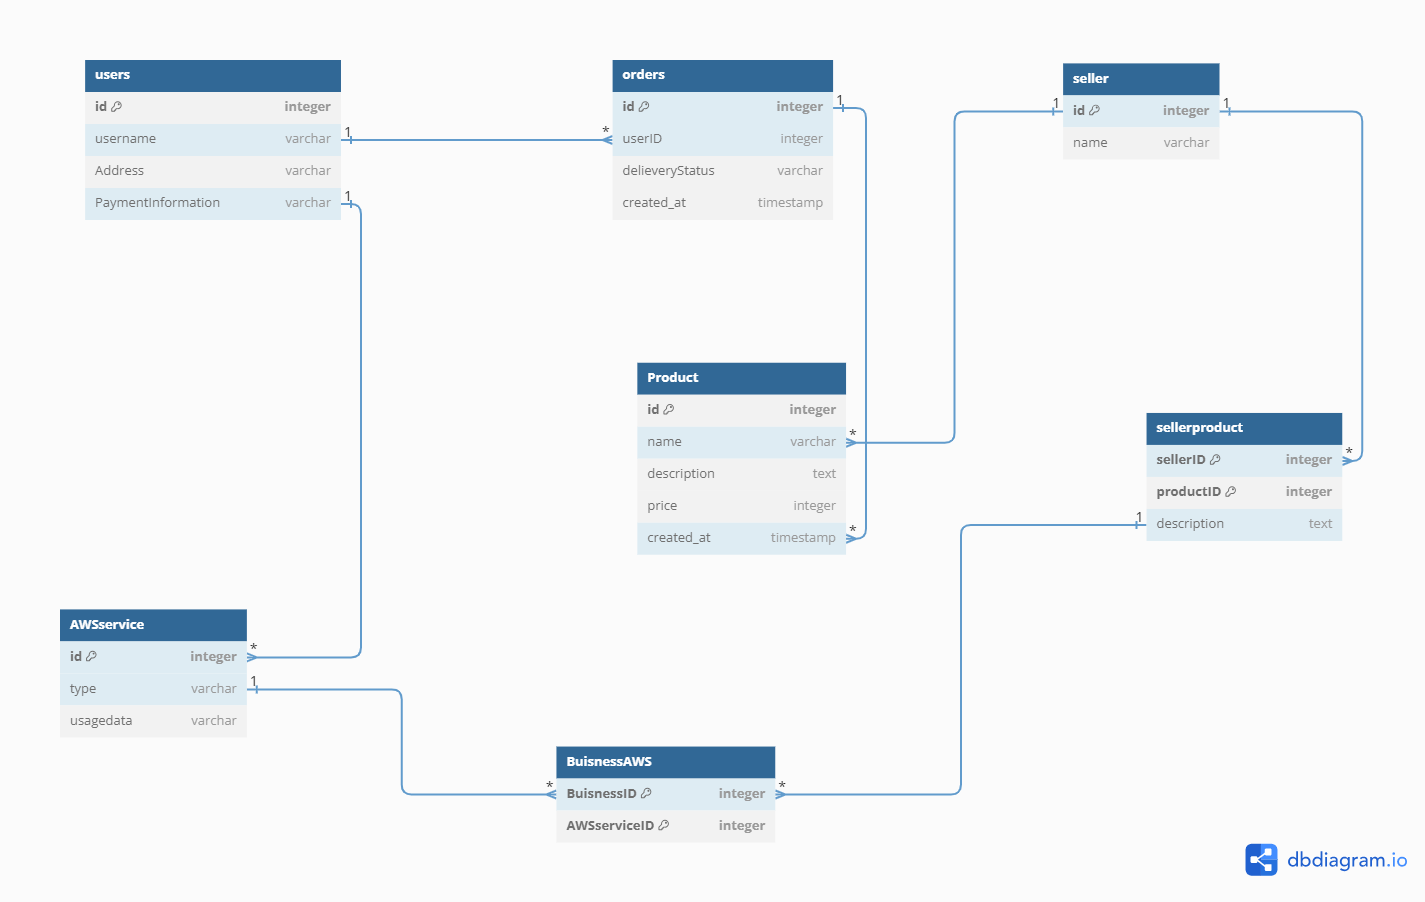 users
id integer
username varchar
Address varchar
PaymentInformation varchar
1
1
orders
id integer
userID integer
delieveryStatus varchar
created_at timestamp
*
1
seller
id integer
name varchar
1
1
Product
id integer
name varchar
description text
price integer
created_at timestamp
*
*
sellerproduct
sellerID integer
productID integer
description text
*
1
AWSservice
id integer
type varchar
usagedata varchar
*
1
BuisnessAWS
BuisnessID integer
AWSserviceID integer
*
*
dbdiagram.io